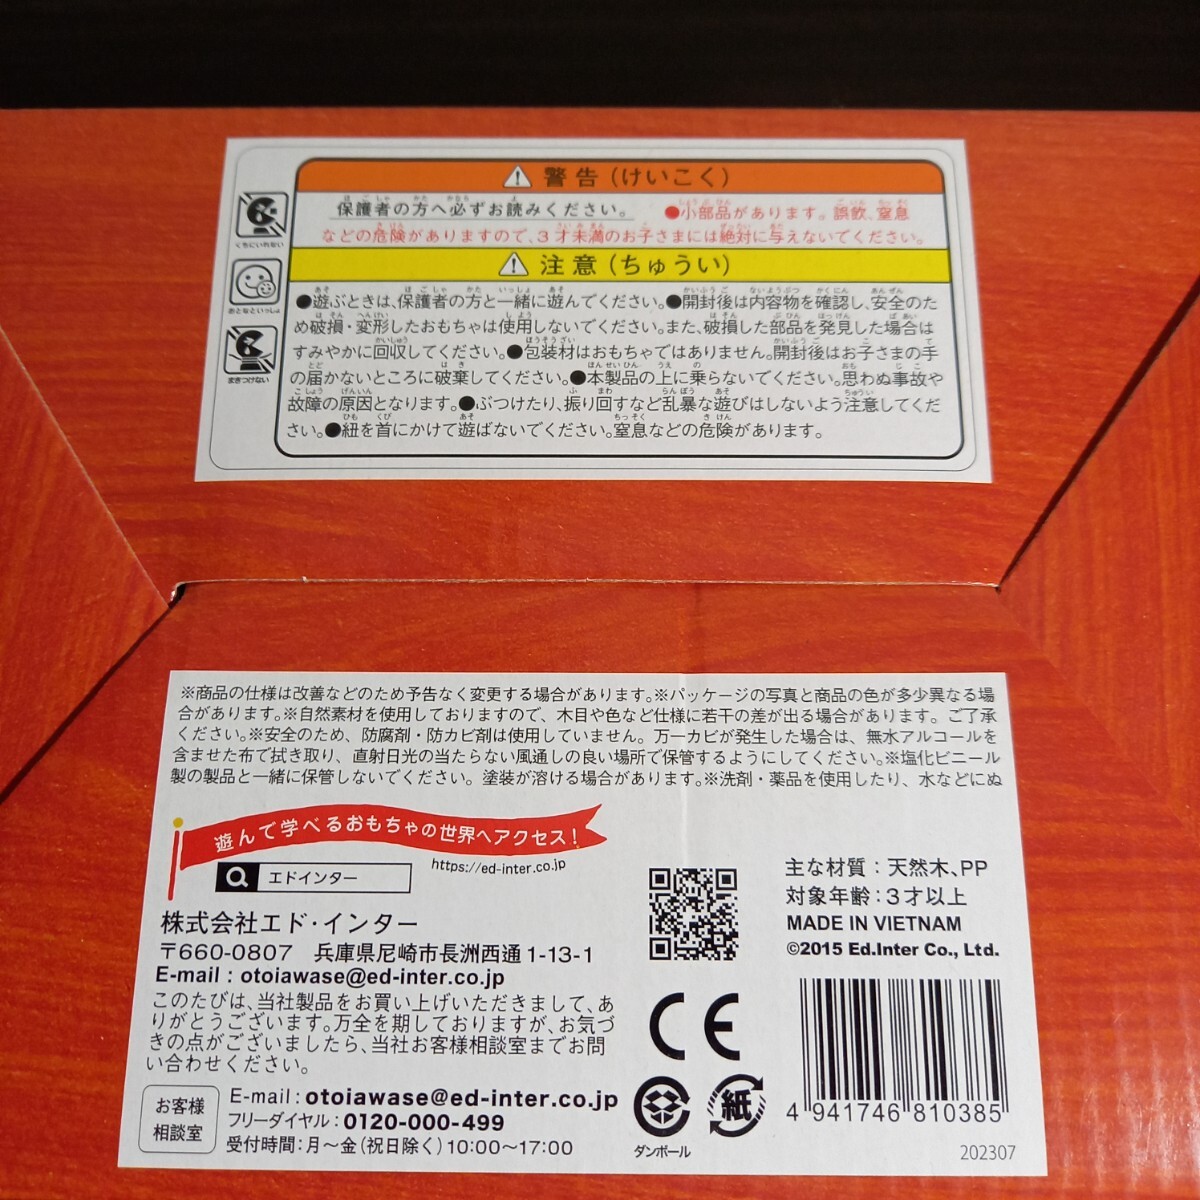 警告(けいこく)
保護者の方へ必ずお読みください。 ●小部品があります。誤飲、窒息
などの危険がありますので、3才未満のお子さまには絶対に与えないでください。
注意(ちゅうい)
●遊ぶときは、保護者の方と一緒に遊んでください。●開封後は内容物を確認し、安全のた
め破損・変形したおもちゃは使用しないでください。また、破損した部品を発見した場合は
すみやかに回収してください。●包装材はおもちゃではありません。開封後はお子さまの手
の届かないところに破棄してください。●本製品の上に乗らないでください。思わぬ事故や
故障の原因となります。●ぶつけたり、振り回すなど乱暴な遊びはしないよう注意してくだ
さい。●紐を首にかけて遊ばないでください。窒息などの危険があります。
くちにいれない
おとなといっしょ
まきつけない
※商品の仕様は改善などのため予告なく変更する場合があります。※パッケージの写真と商品の色が多少異なる場
合があります。※自然素材を使用しておりますので、木目や色など仕様に若干の差が出る場合があります。ご了承
ください。※安全のため、防腐剤・防カビ剤は使用していません。万一カビが発生した場合は、無水アルコールを
含ませた布で拭き取り、直射日光の当たらない風通しの良い場所で保管するようにしてください。※塩化ビニール
製の製品と一緒に保管しないでください。塗装が溶ける場合があります。※洗剤・薬品を使用したり、水などにぬ
遊んで学べるおもちゃの世界へアクセス!
https://ed-inter.co.jp
エドインター
株式会社エド・インター
〒660-0807 兵庫県尼崎市長洲西通1-13-1
E-mail : otoiawase@ed-inter.co.jp
このたびは、当社製品をお買い上げいただきまして、あ
りがとうございます。万全を期しておりますが、お気づ
きの点がございましたら、当社お客様相談室までお問
い合わせください。
お客様
相談室
E-mail : otoiawase@ed-inter.co.jp
フリーダイヤル : 0120-000-499
受付時間:月〜金(祝日除く)10:00〜17:00
主な材質：天然木、PP
対象年齢：3才以上
MADE IN VIETNAM
©2015 Ed.Inter Co., Ltd.
CE
ダンボール
紙
4 941746 810385
202307